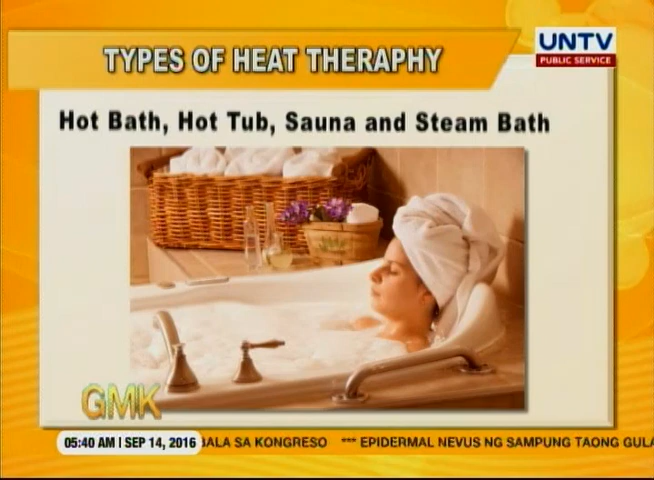 TYPES OF HEAT THERAPHY
UNTV
PUBLIC SERVICE
Hot Bath, Hot Tub, Sauna and Steam Bath
GMK
05:40 AM | SEP 14, 2016 BALA SA KONGRESO *** EPIDERMAL NEVUS NG SAMPUNG TAONG GULA